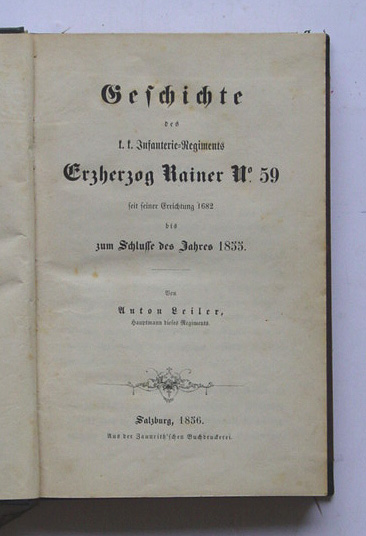 Geschichte
des
k. k. Infanterie-Regiments
Erzherzog Rainer No. 59
seit seiner Errichtung 1682
bis
zum Schlusse des Jahres 1855.
Von
Anton Leiler,
Hauptmann dieses Regiments
Salzburg, 1856.
Aus der Zaunrith'schen Buchdruckerei.